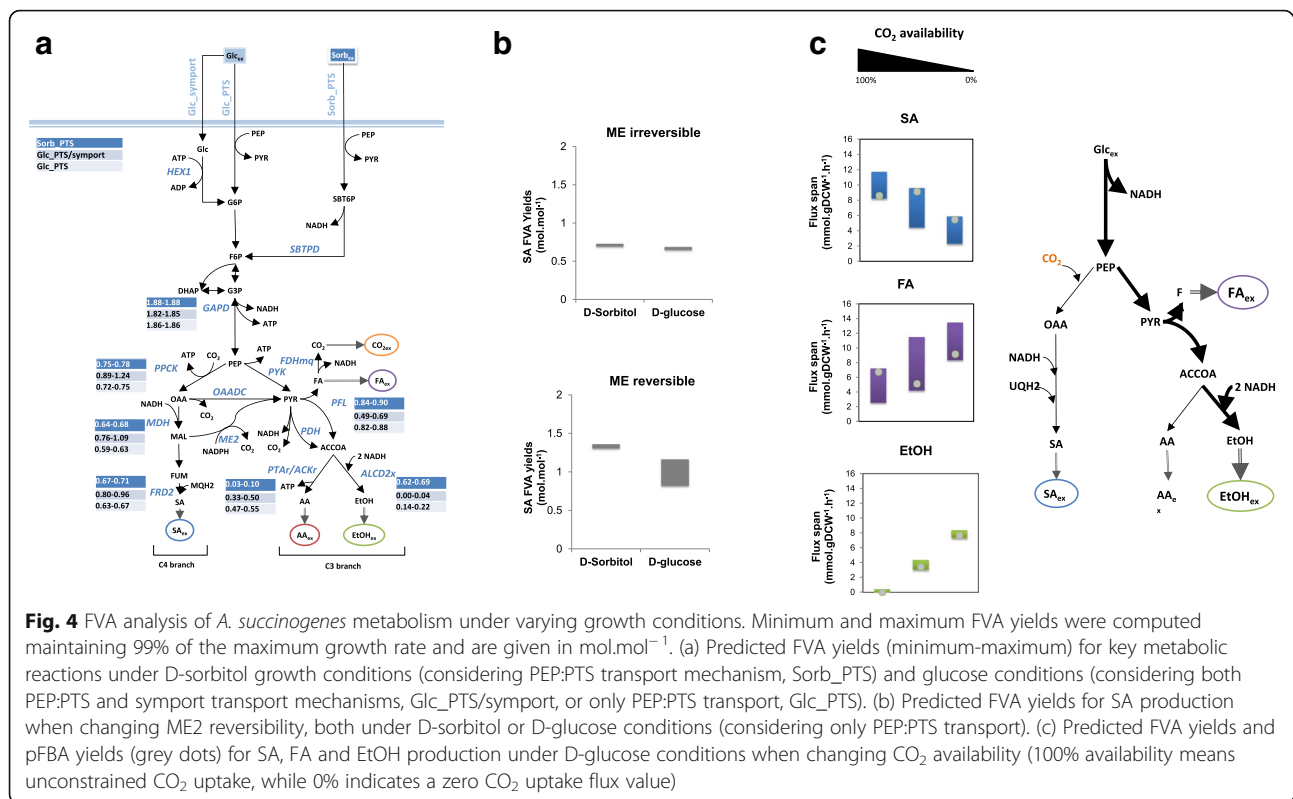 a
Glc_ex
Sorb_ex
Glc_symport
Glc_PTS
Sorb_PTS
Sorb_PTS
Glc_PTS/symport
Glc_PTS
Glc
PEP
PYR
PEP
PYR
ATP
HEX1
ADP
G6P
SBT6P
NADH
SBTPD
F6P
DHAP
G3P
1.88-1.88
1.82-1.85
1.86-1.86
GAPD
NADH
ATP
CO2
CO2ex
FDHmq
NADH
ATP
CO2
PEP
ATP
0.75-0.78
0.89-1.24
0.72-0.75
PPCK
PYK
FA
FAex
OAADC
OAA
CO2
PYR
PFL
0.84-0.90
0.49-0.69
0.82-0.88
NADH
MDH
0.64-0.68
0.76-1.09
0.59-0.63
MAL
ME2
NADPH
CO2
NADH
CO2
PDH
ACCOA
2 NADH
FUM
PTAr/ACKr
ALCD2x
0.67-0.71
0.80-0.96
0.63-0.67
FRD2
MQH2
SA
0.03-0.10
0.33-0.50
0.47-0.55
ATP
AA
EtOH
0.62-0.69
0.00-0.04
0.14-0.22
SAex
AAex
EtOHex
C4 branch
C3 branch
b
ME irreversible
SA FVA Yields
(mol.mol-1)
2
1.5
1
0.5
0
D-Sorbitol
D-glucose
ME reversible
SA FVA yields
(mol.mol-1)
2
1.5
1
0.5
0
D-Sorbitol
D-glucose
c
CO2 availability
100%
0%
SA
Flux span
(mmol.gDCW-1.h-1)
16
14
12
10
8
6
4
2
0
FA
Flux span
(mmol.gDCW-1.h-1)
16
14
12
10
8
6
4
2
0
EtOH
Flux span
(mmol.gDCW-1.h-1)
16
12
8
4
0
Glcex
NADH
PEP
CO2
F
FAex
OAA
PYR
NADH
ACCOA
UQH2
2 NADH
SA
AA
EtOH
SAex
AAe
x
EtOHex
Fig. 4 FVA analysis of A. succinogenes metabolism under varying growth conditions. Minimum and maximum FVA yields were computed
maintaining 99% of the maximum growth rate and are given in mol.mol−1. (a) Predicted FVA yields (minimum-maximum) for key metabolic
reactions under D-sorbitol growth conditions (considering PEP:PTS transport mechanism, Sorb_PTS) and glucose conditions (considering both
PEP:PTS and symport transport mechanisms, Glc_PTS/symport, or only PEP:PTS transport, Glc_PTS). (b) Predicted FVA yields for SA production
when changing ME2 reversibility, both under D-sorbitol or D-glucose conditions (considering only PEP:PTS transport). (c) Predicted FVA yields and
pFBA yields (grey dots) for SA, FA and EtOH production under D-glucose conditions when changing CO2 availability (100% availability means
unconstrained CO2 uptake, while 0% indicates a zero CO2 uptake flux value)